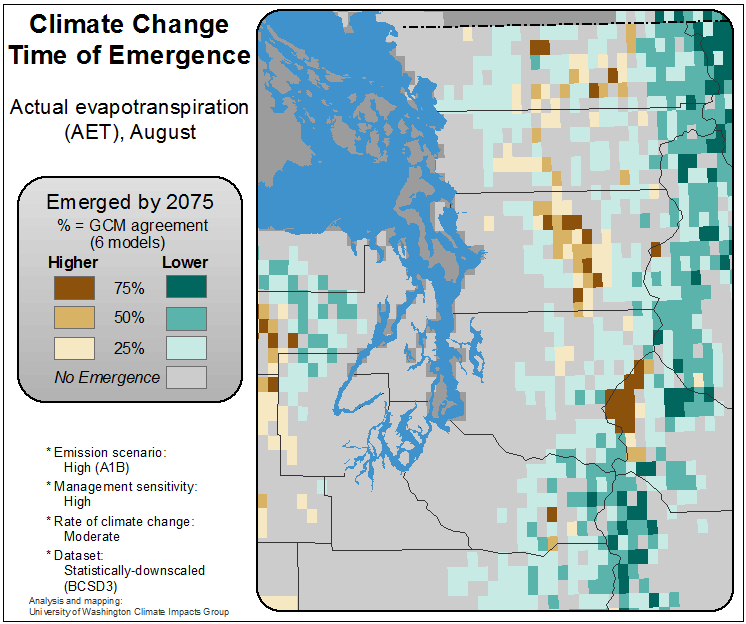 Climate Change
Time of Emergence
Actual evapotranspiration
(AET), August
Emerged by 2075
% = GCM agreement
(6 models)
Higher Lower
75%
50%
25%
No Emergence
* Emission scenario:
High (A1B)
* Management sensitivity:
High
* Rate of climate change:
Moderate
* Dataset:
Statistically-downscaled
(BCSD3)
Analysis and mapping:
University of Washington Climate Impacts Group